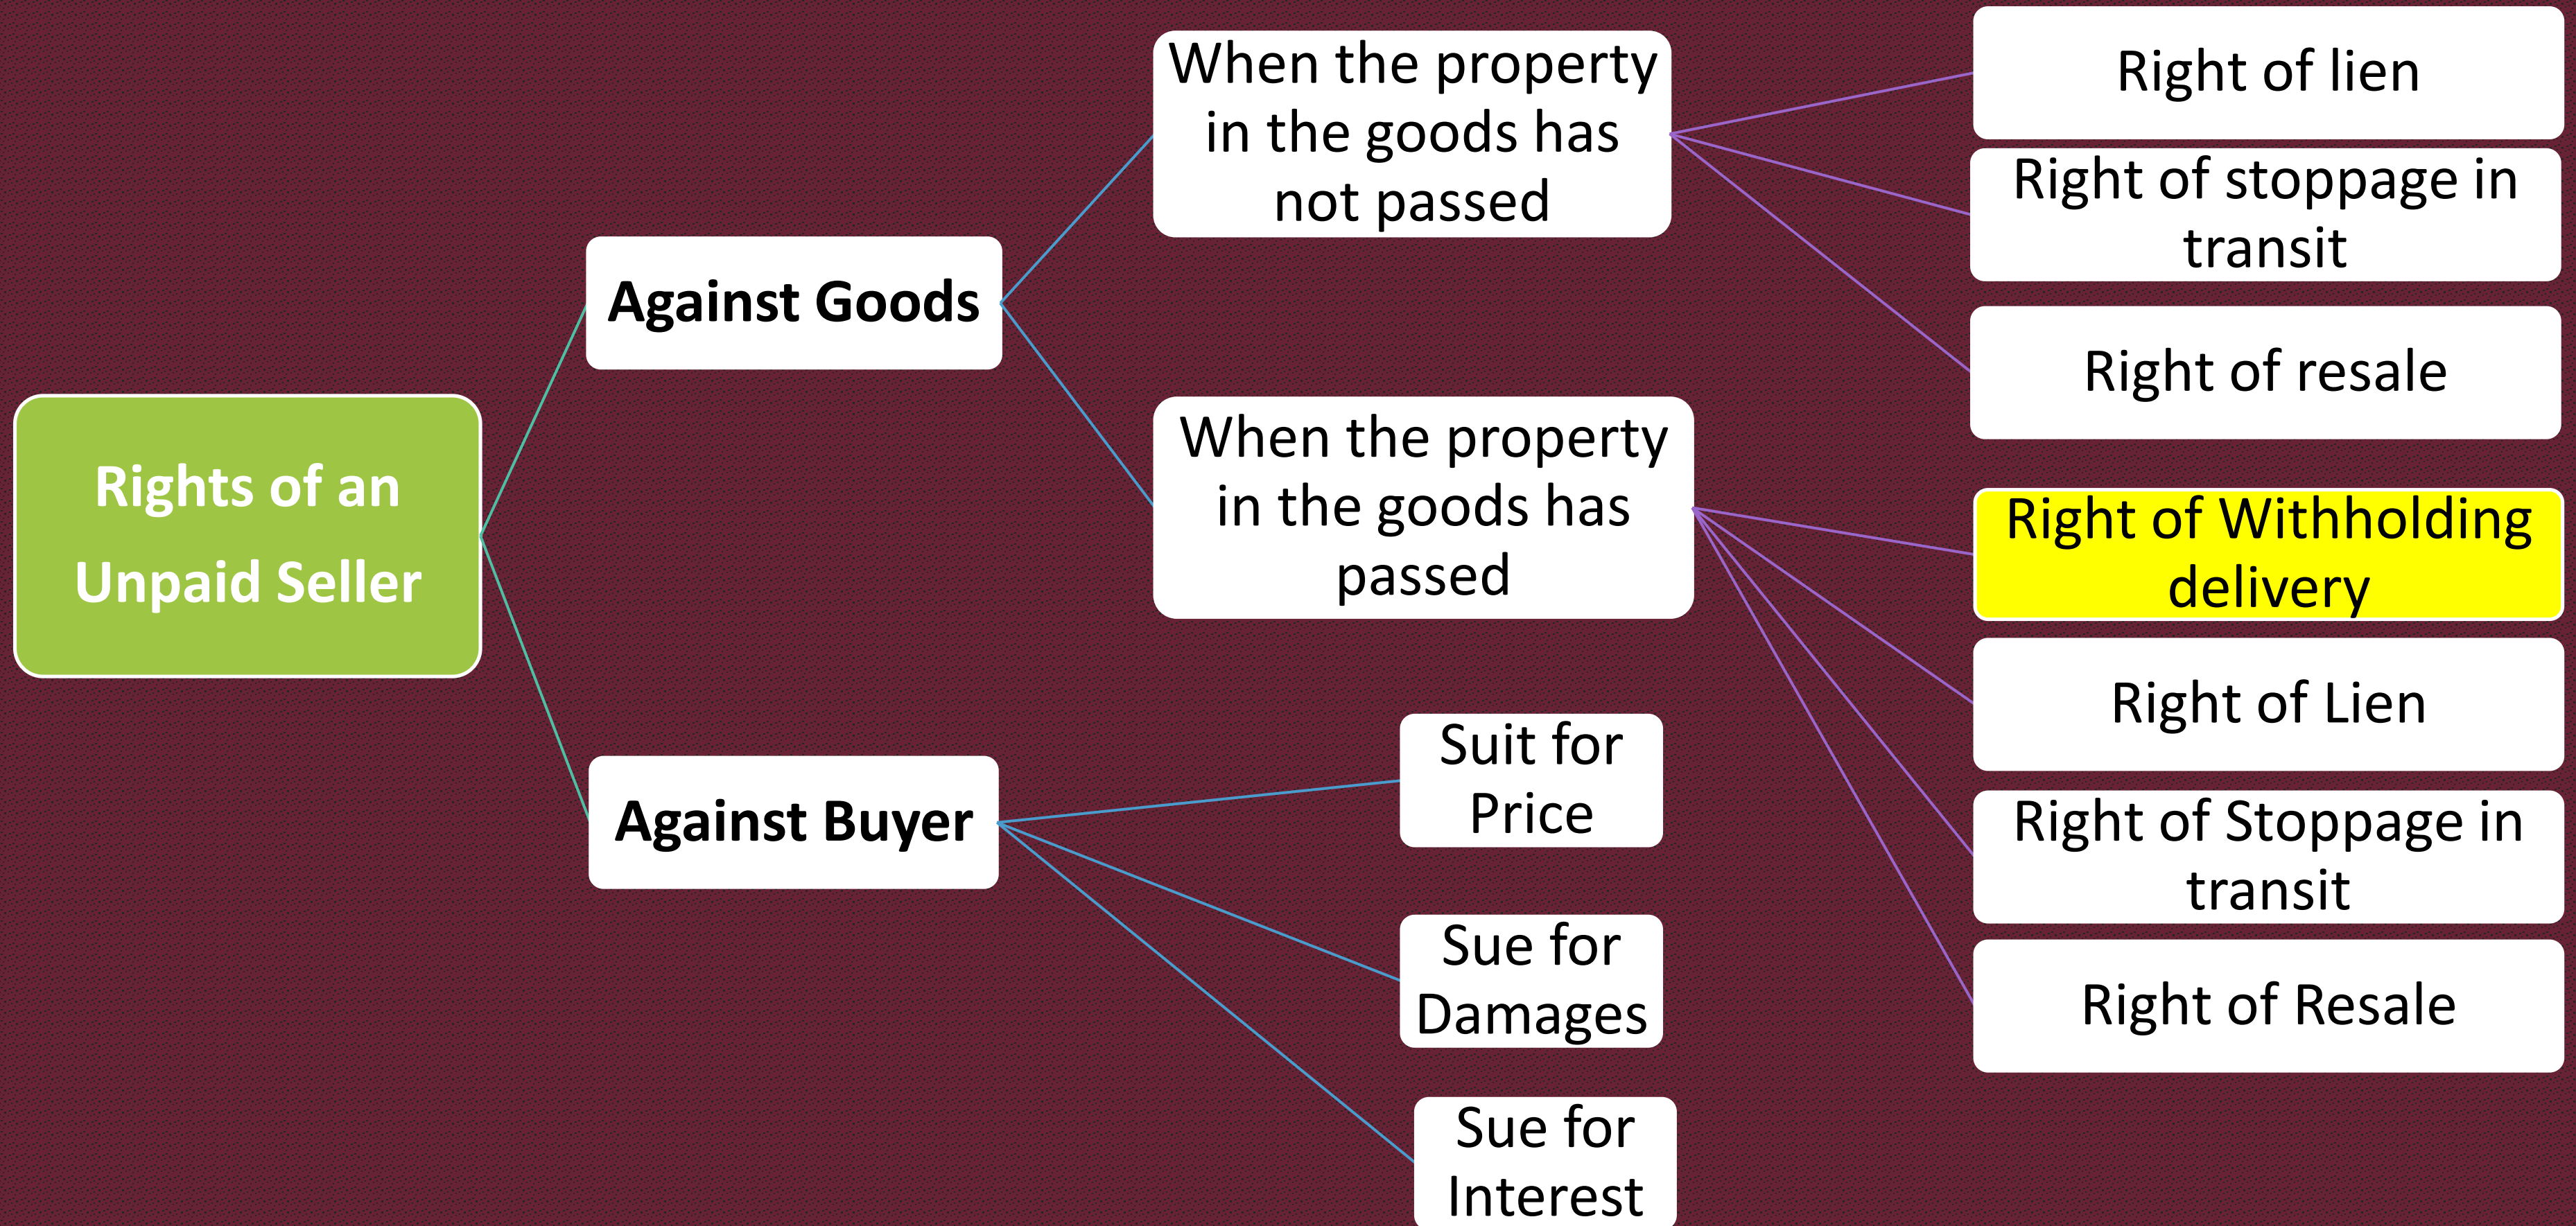 Rights of an
Unpaid Seller
Against Goods
When the property
in the goods has
not passed
Right of lien
Right of stoppage in
transit
Right of resale
When the property
in the goods has
passed
Right of Withholding
delivery
Right of Lien
Right of Stoppage in
transit
Right of Resale
Against Buyer
Suit for
Price
Sue for
Damages
Sue for
Interest